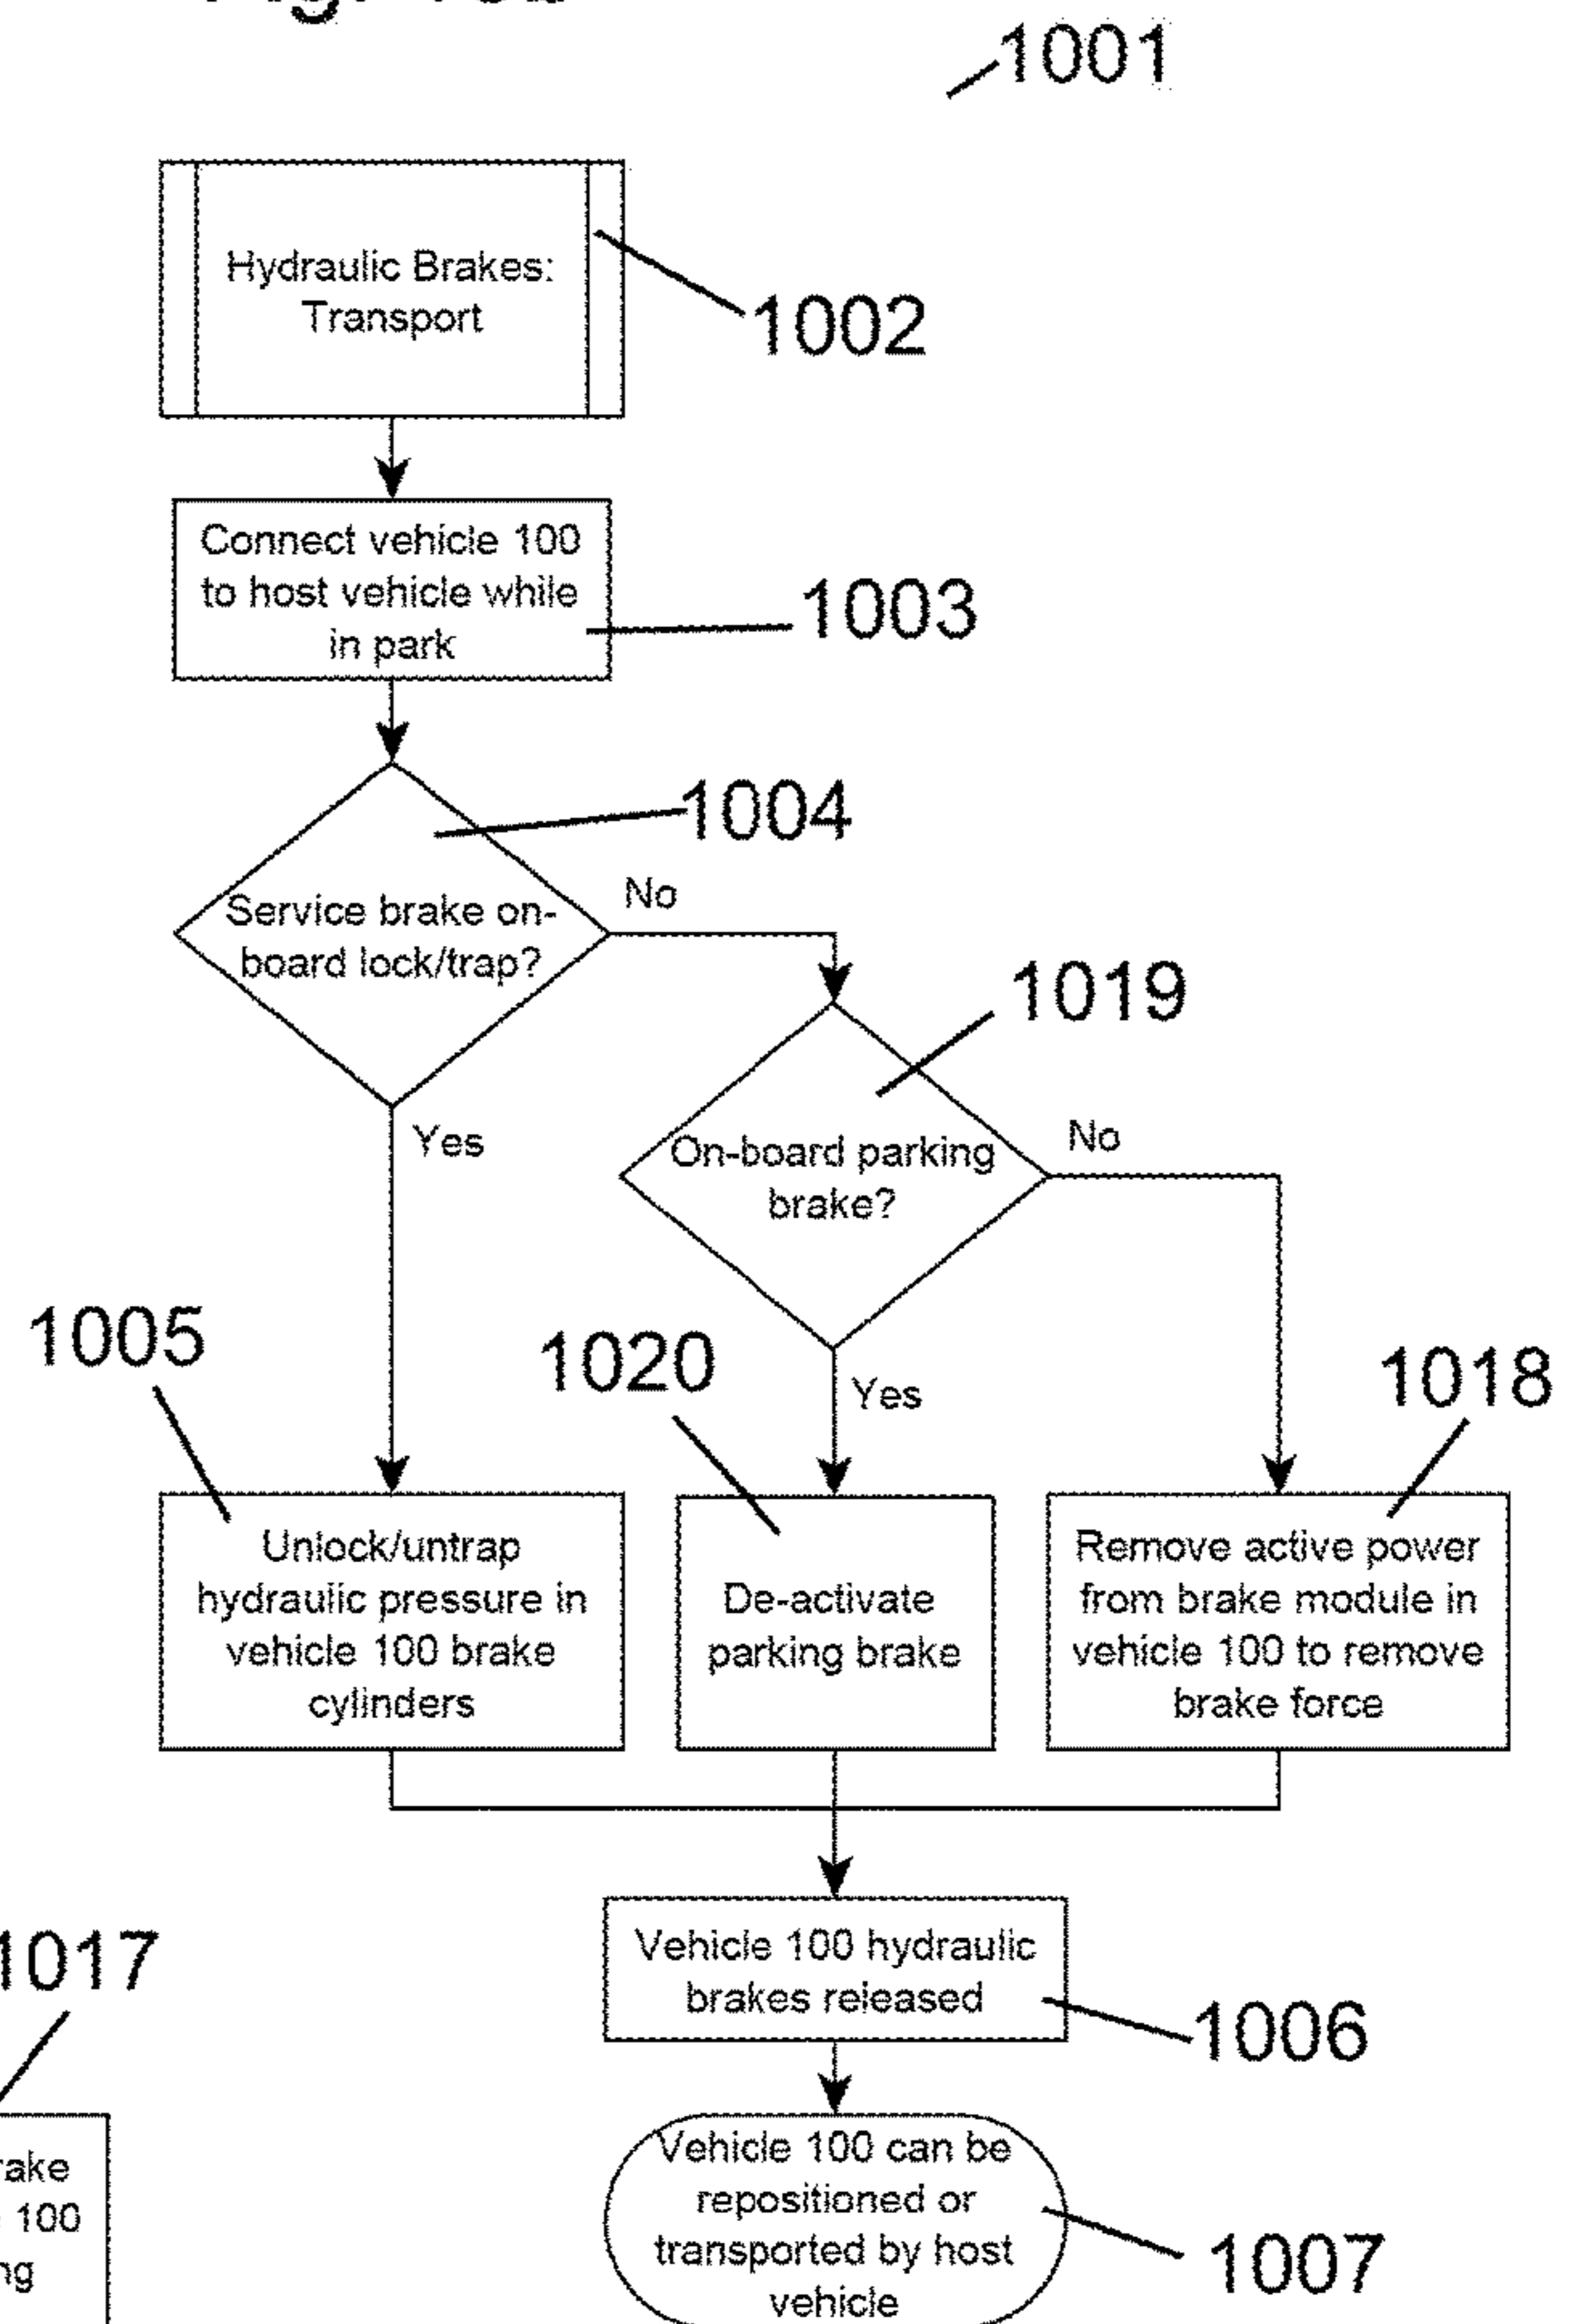 1001
Hydraulic Brakes:
Transport
1002
Connect vehicle 100
to host vehicle while
in park
1003
1004
Service brake on-
board lock/trap?
No
Yes
1019
On-board parking
brake?
No
Yes
1005
1020
1018
Unlock/untrap
hydraulic pressure in
vehicle 100 brake
cylinders
De-activate
parking brake
Remove active power
from brake module in
vehicle 100 to remove
brake force
Vehicle 100 hydraulic
brakes released
1006
1017
100
Vehicle 100 can be
repositioned or
transported by host
vehicle
1007